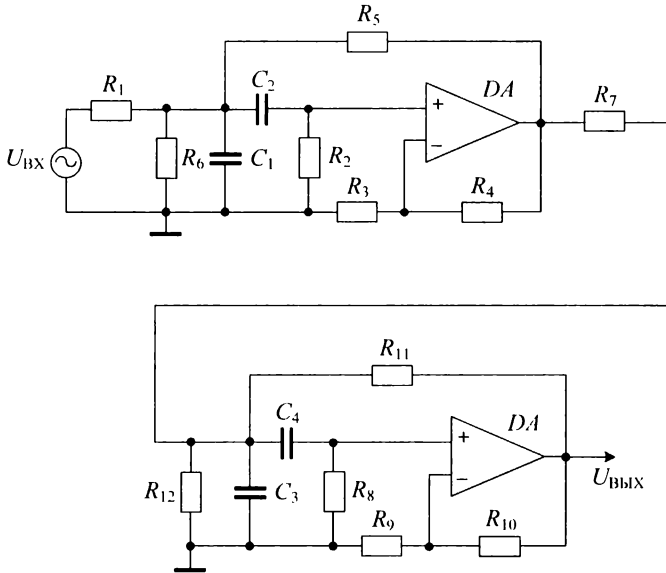 R5
R1
C2
DA
R7
+
−
UВХ
R6
C1
R2
R3
R4
R11
C4
DA
+
−
R12
C3
R8
UВЫХ
R9
R10